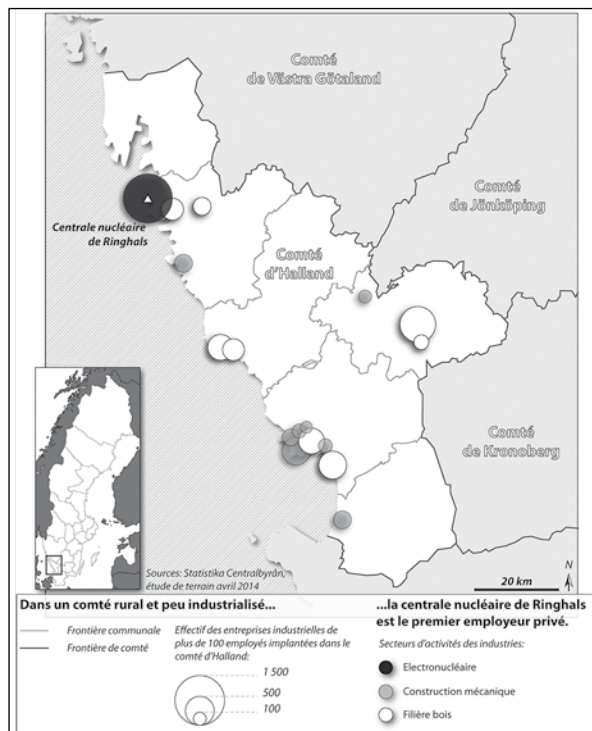 Comté
de Västra Götaland
Comté
de Jönköping
Centrale nucléaire
de Ringhals
Comté
d'Halland
Comté
de Kronoberg
Sources: Statistika Centralbyrån,
étude de terrain avril 2014
N
20 km
Dans un comté rural et peu industrialisé...
Frontière communale
Frontière de comté
Effectif des entreprises industrielles de
plus de 100 employés implantées dans le
comté d'Halland:
1 500
500
100
...la centrale nucléaire de Ringhals
est le premier employeur privé.
Secteurs d'activités des industries:
Electronucléaire
Construction mécanique
Filière bois